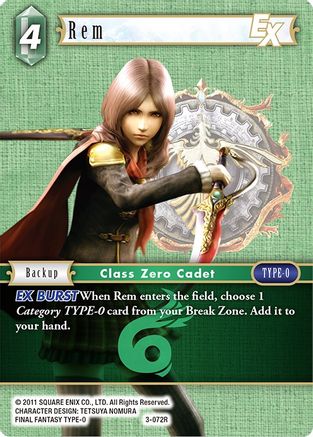 4
Rem
EX
Backup
Class Zero Cadet
TYPE-0
EX BURST When Rem enters the field, choose 1
Category TYPE-0 card from your Break Zone. Add it
to your hand.
© 2011 SQUARE ENIX CO., LTD. All Rights Reserved.
CHARACTER DESIGN: TETSUYA NOMURA
FINAL FANTASY TYPE-0
3-072R